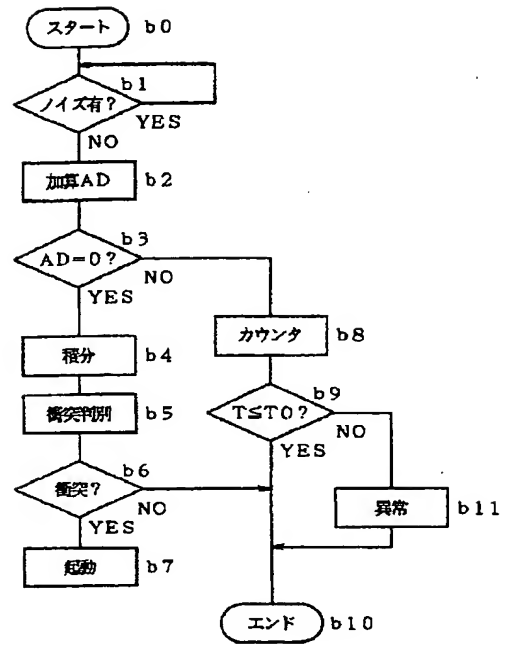 スタート b0
b1
ノイズ有?
YES
NO
加算AD b2
b3
AD=0?
NO
YES
カウンタ b8
積分 b4
b9
衝突判別 b5
T≦T0?
NO
YES
b6
衝突?
NO
YES
異常 b11
起動 b7
エンド b10